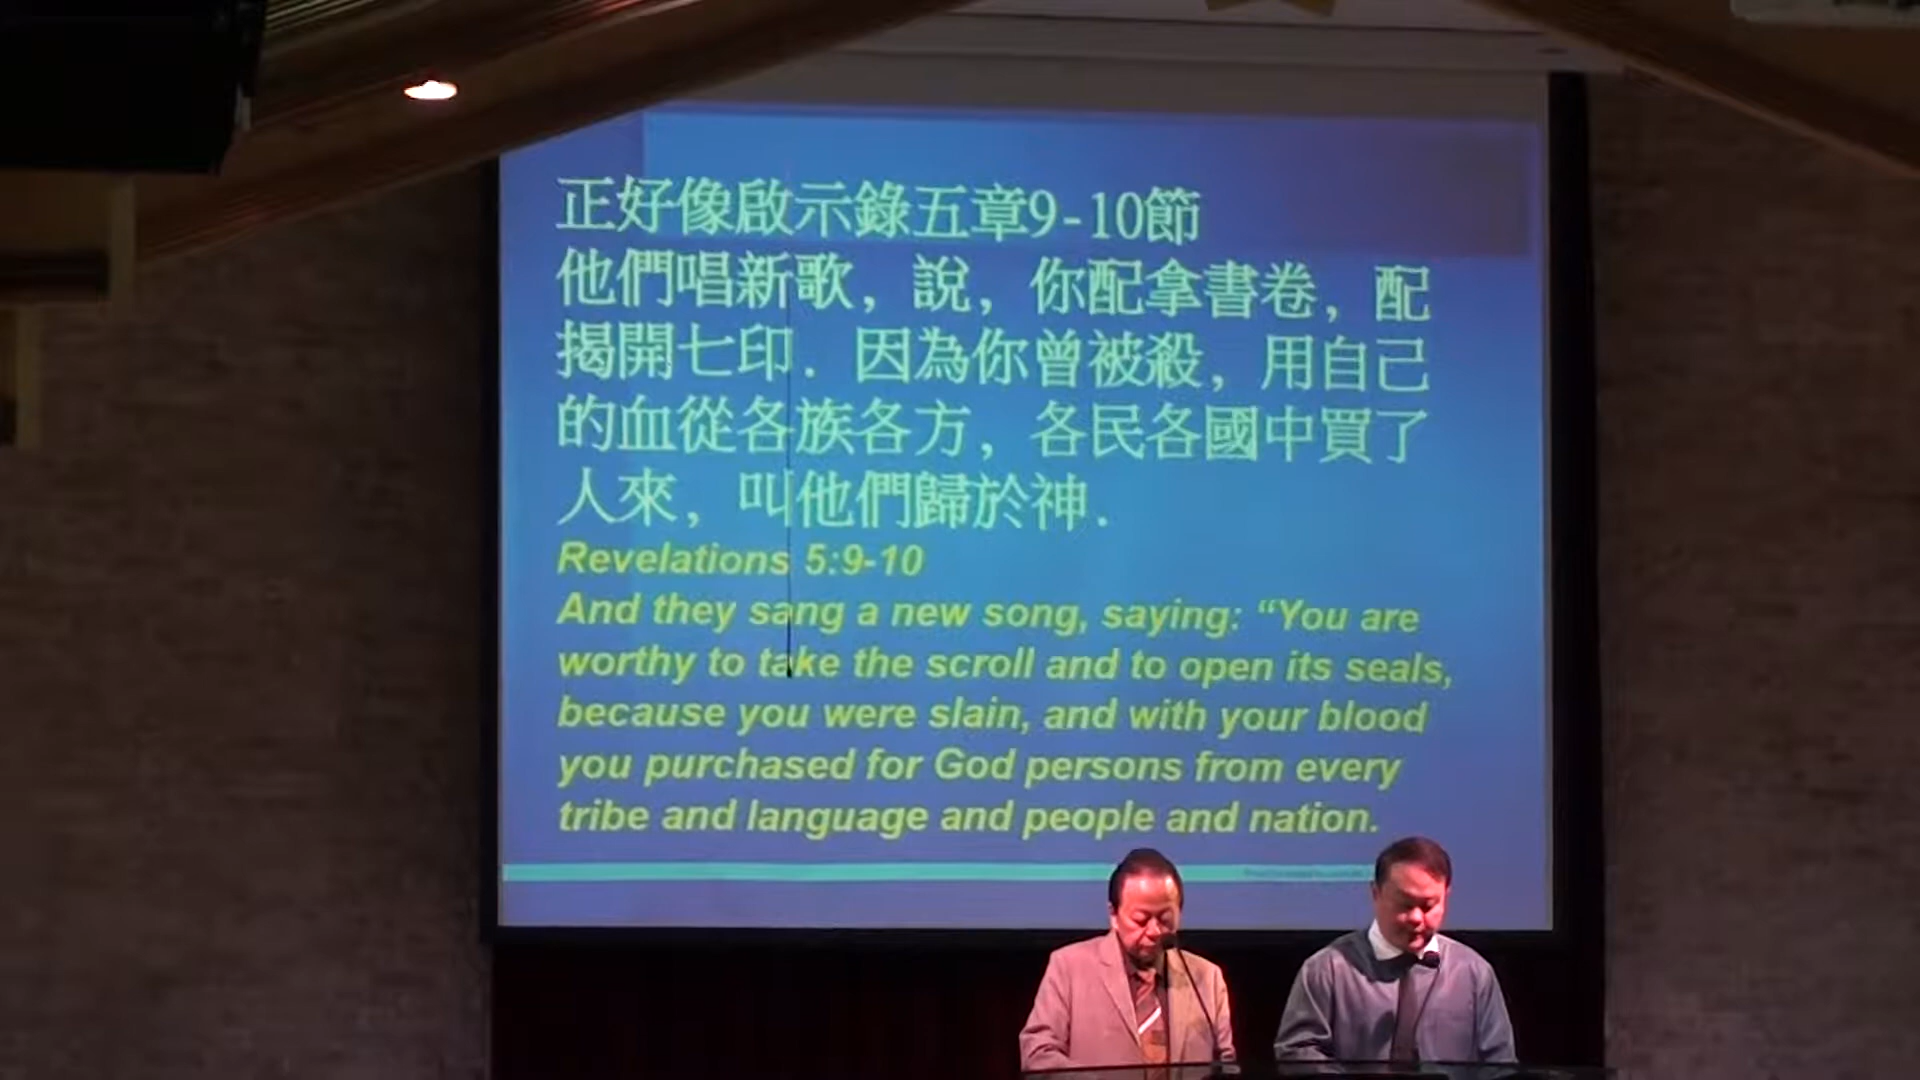 正好像啟示錄五章9-10節
他們唱新歌, 說, 你配拿書卷, 配
揭開七印. 因為你曾被殺, 用自己
的血從各族各方, 各民各國中買了
人來, 叫他們歸於神.
Revelations 5:9-10
And they sang a new song, saying: “You are
worthy to take the scroll and to open its seals,
because you were slain, and with your blood
you purchased for God persons from every
tribe and language and people and nation.